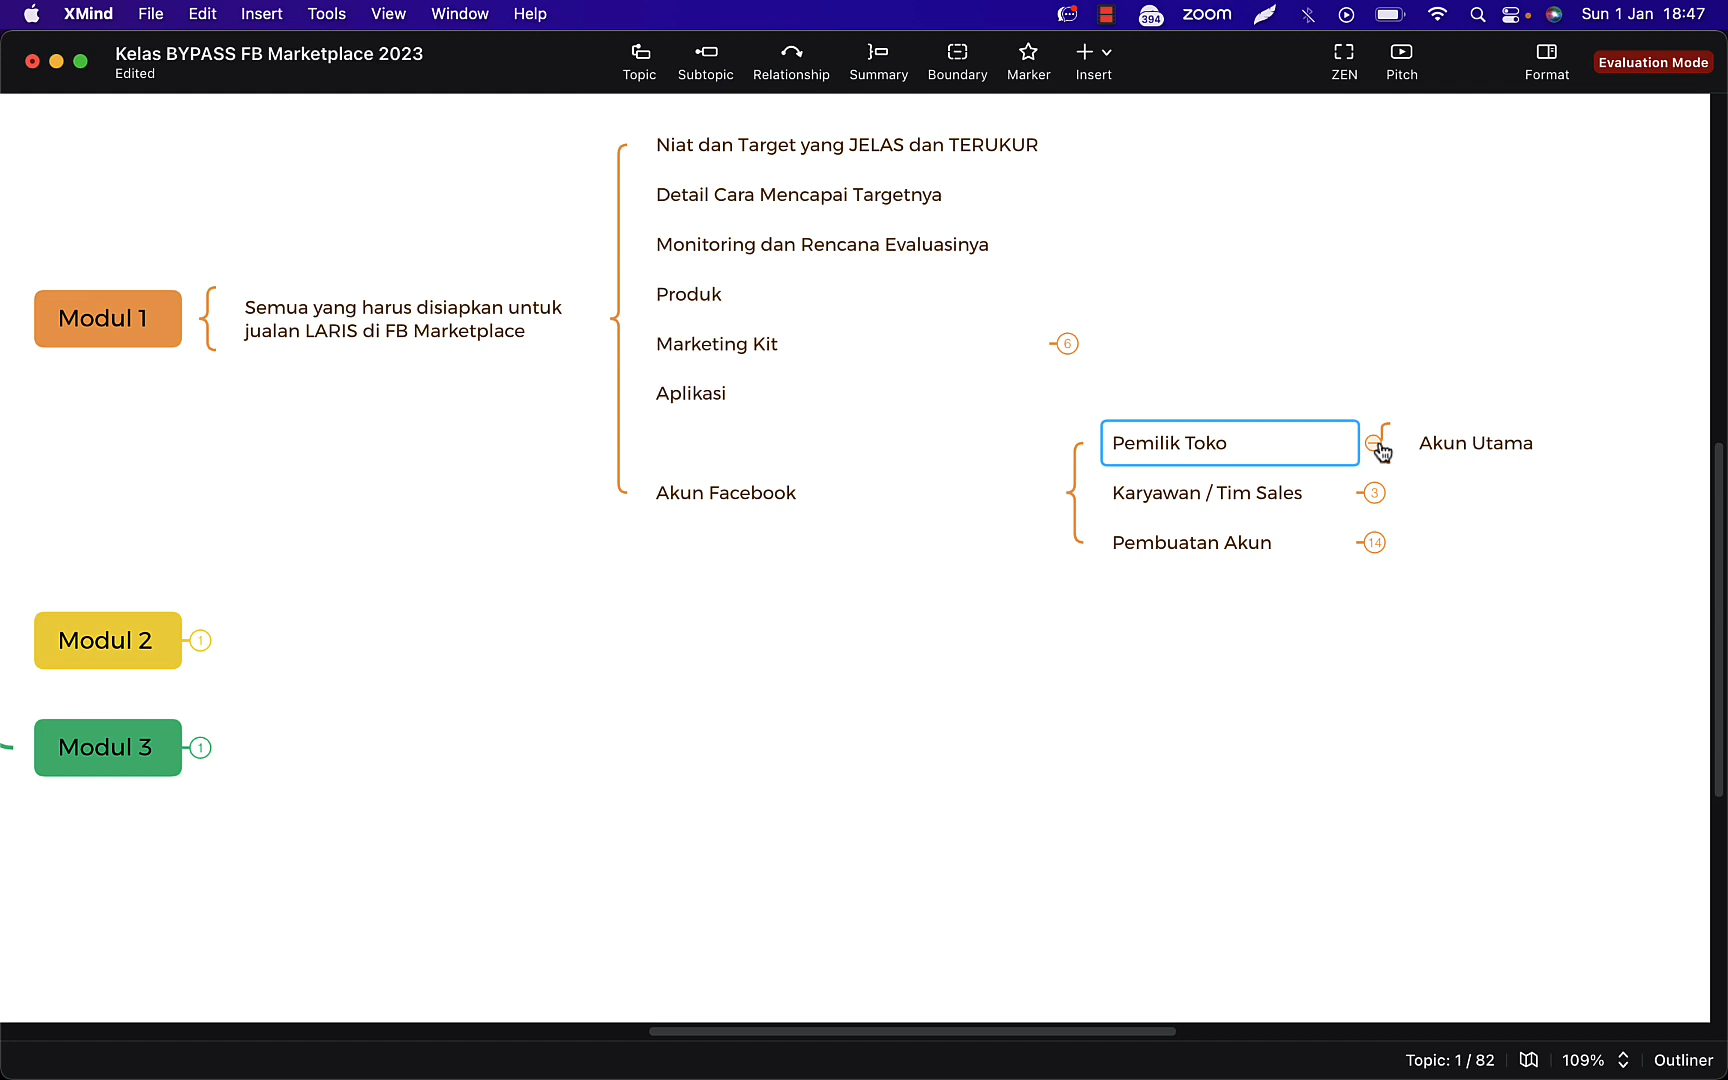 XMind File Edit Insert Tools View Window Help
394 zoom Sun 1 Jan 18:47
Kelas BYPASS FB Marketplace 2023
Edited
Topic Subtopic Relationship Summary Boundary Marker Insert ZEN Pitch Format
Evaluation Mode
Modul 1
Semua yang harus disiapkan untuk
jualan LARIS di FB Marketplace
Niat dan Target yang JELAS dan TERUKUR
Detail Cara Mencapai Targetnya
Monitoring dan Rencana Evaluasinya
Produk
Marketing Kit 6
Aplikasi
Akun Facebook
Pemilik Toko Akun Utama
Karyawan / Tim Sales 3
Pembuatan Akun 14
Modul 2 1
Modul 3 1
Topic: 1 / 82 109% Outliner